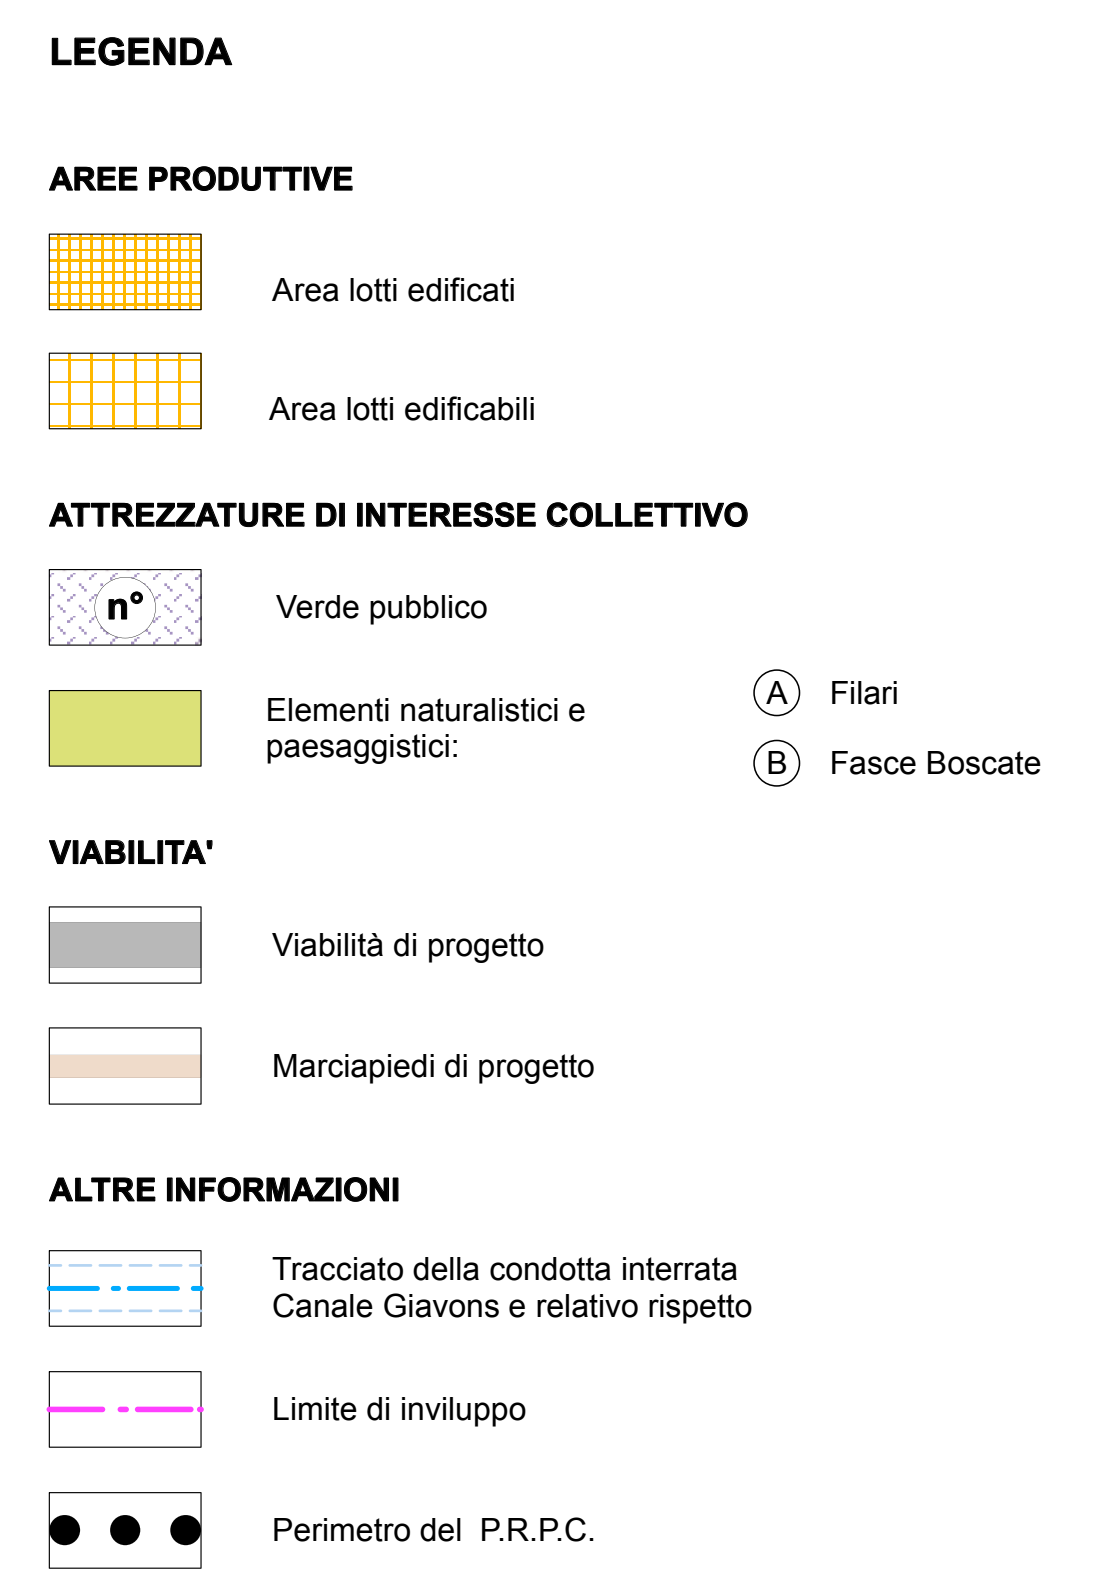 LEGENDA
AREE PRODUTTIVE
Area lotti edificati
Area lotti edificabili
ATTREZZATURE DI INTERESSE COLLETTIVO
n°
Verde pubblico
Elementi naturalistici e
paesaggistici:
A Filari
B Fasce Boscate
VIABILITA'
Viabilità di progetto
Marciapiedi di progetto
ALTRE INFORMAZIONI
Tracciato della condotta interrata
Canale Giavons e relativo rispetto
Limite di inviluppo
Perimetro del P.R.P.C.